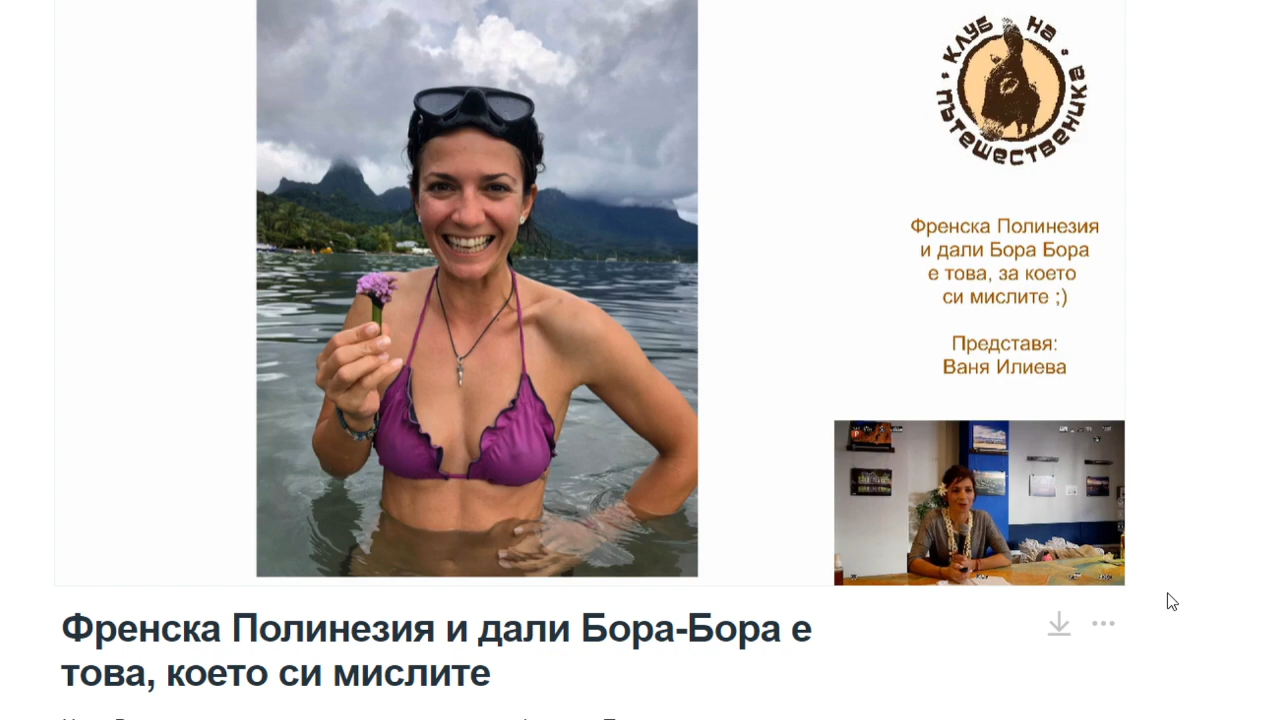 КЛУБ НА ПЪТЕШЕСТВЕНИКА
Френска Полинезия
и дали Бора Бора
е това, за което
си мислите ;)
Представя:
Ваня Илиева
Френска Полинезия и дали Бора-Бора е
това, което си мислите